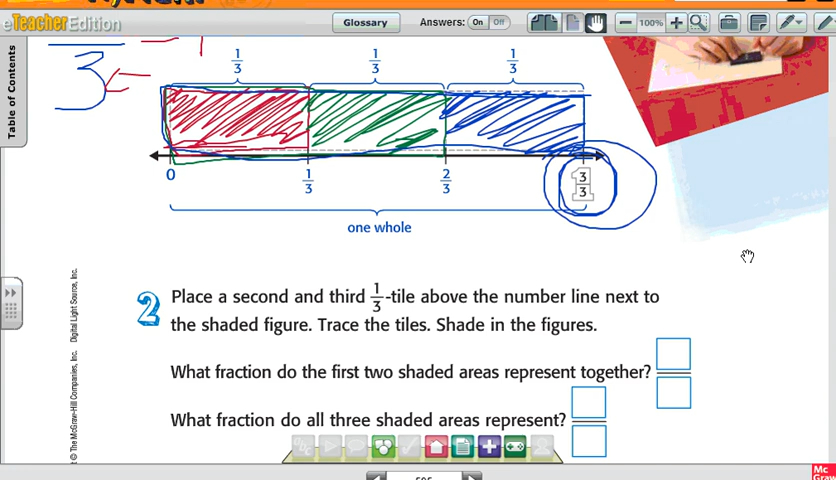 eTeacherEdition
Glossary
Answers: On Off
100%
Table of Contents
3
1/3 1/3 1/3
0 1/3 2/3 3/3
one whole
2 Place a second and third 1/3-tile above the number line next to
the shaded figure. Trace the tiles. Shade in the figures.
What fraction do the first two shaded areas represent together?
What fraction do all three shaded areas represent?
© The McGraw-Hill Companies, Inc. Digital Light Source, Inc.
Mc
Graw